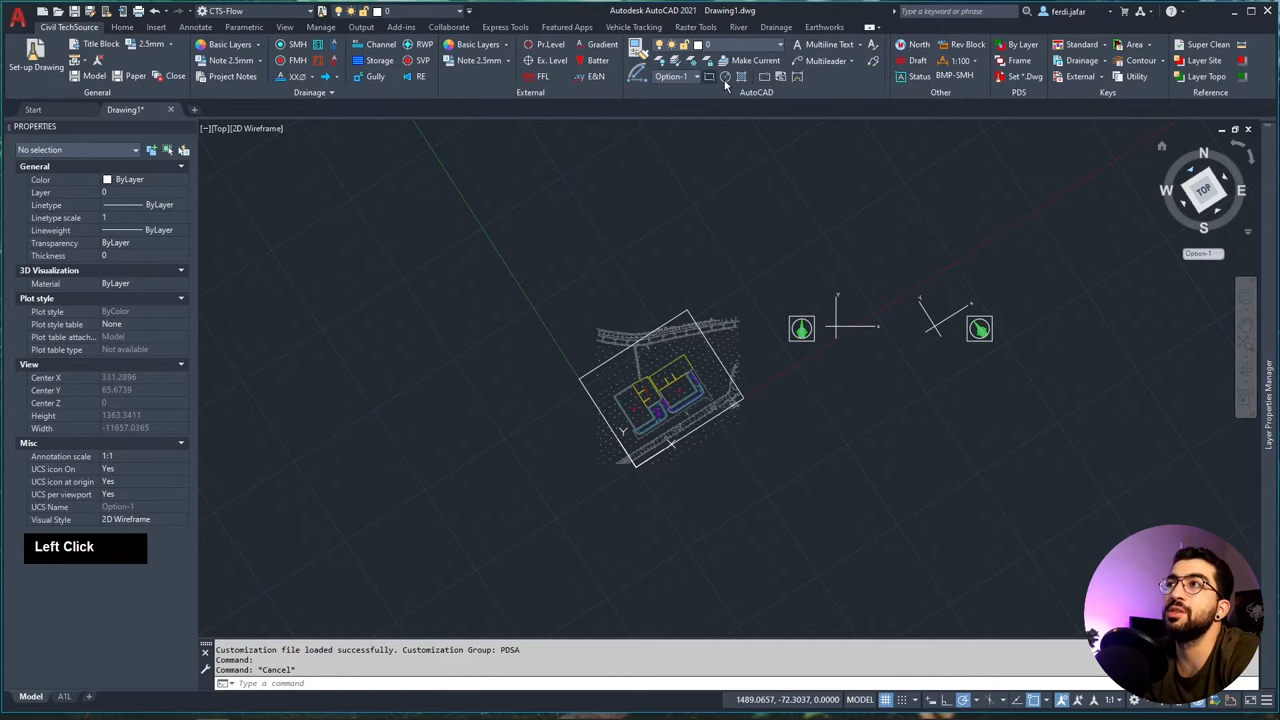 CTS-Flow
0
Autodesk AutoCAD 2021 Drawing1.dwg
Type a keyword or phrase
ferdi.jafar
Civil TechSource Home Insert Annotate Parametric View Manage Output Add-ins Collaborate Express Tools Featured Apps Vehicle Tracking Raster Tools River Drainage Earthworks
Set-up Drawing
Title Block 2.5mm
Model Paper Close
General
Basic Layers
Note 2.5mm
Project Notes
SMH
FMH
Channel RWP
Storage SVP
Gully RE
Drainage
Basic Layers
Note 2.5mm
Pr.Level Gradient
Ex. Level Batter
FFL E&N
External
0
Make Current
Option-1
Multiline Text
Multileader
AutoCAD
North Rev Block
Area 1:100
Status BMP-SMH
Other
By Layer
Frame
Set *.Dwg
PDS
Standard Area
Drainage Catch
External Utility
Keys
Super Clean
Layer Site
Layer Topo
Reference
Start Drawing1*
PROPERTIES
No selection
General
Color ByLayer
Layer 0
Linetype ByLayer
Linetype scale 1
Lineweight ByLayer
Transparency ByLayer
Thickness 0
3D Visualization
Material ByLayer
Plot style
Plot style ByColor
Plot style table None
Plot table attach... Model
Plot table type Not available
View
Center X 331.2896
Center Y 65.6739
Center Z 0
Height 1363.3411
Width -11657.0365
Misc
Annotation scale 1:1
UCS icon On Yes
UCS icon at origin Yes
UCS per viewport Yes
UCS Name Option-1
Visual Style 2D Wireframe
Left Click
[−][Top][2D Wireframe]
Y
X
Y
X
Y
N
W TOP E
S
Option-1
Layer Properties Manager
Customization file loaded successfully. Customization Group: PDSA
Command:
Command: *Cancel*
Type a command
Model A1L
1489.0657, -72.3037, 0.0000 MODEL
1:1